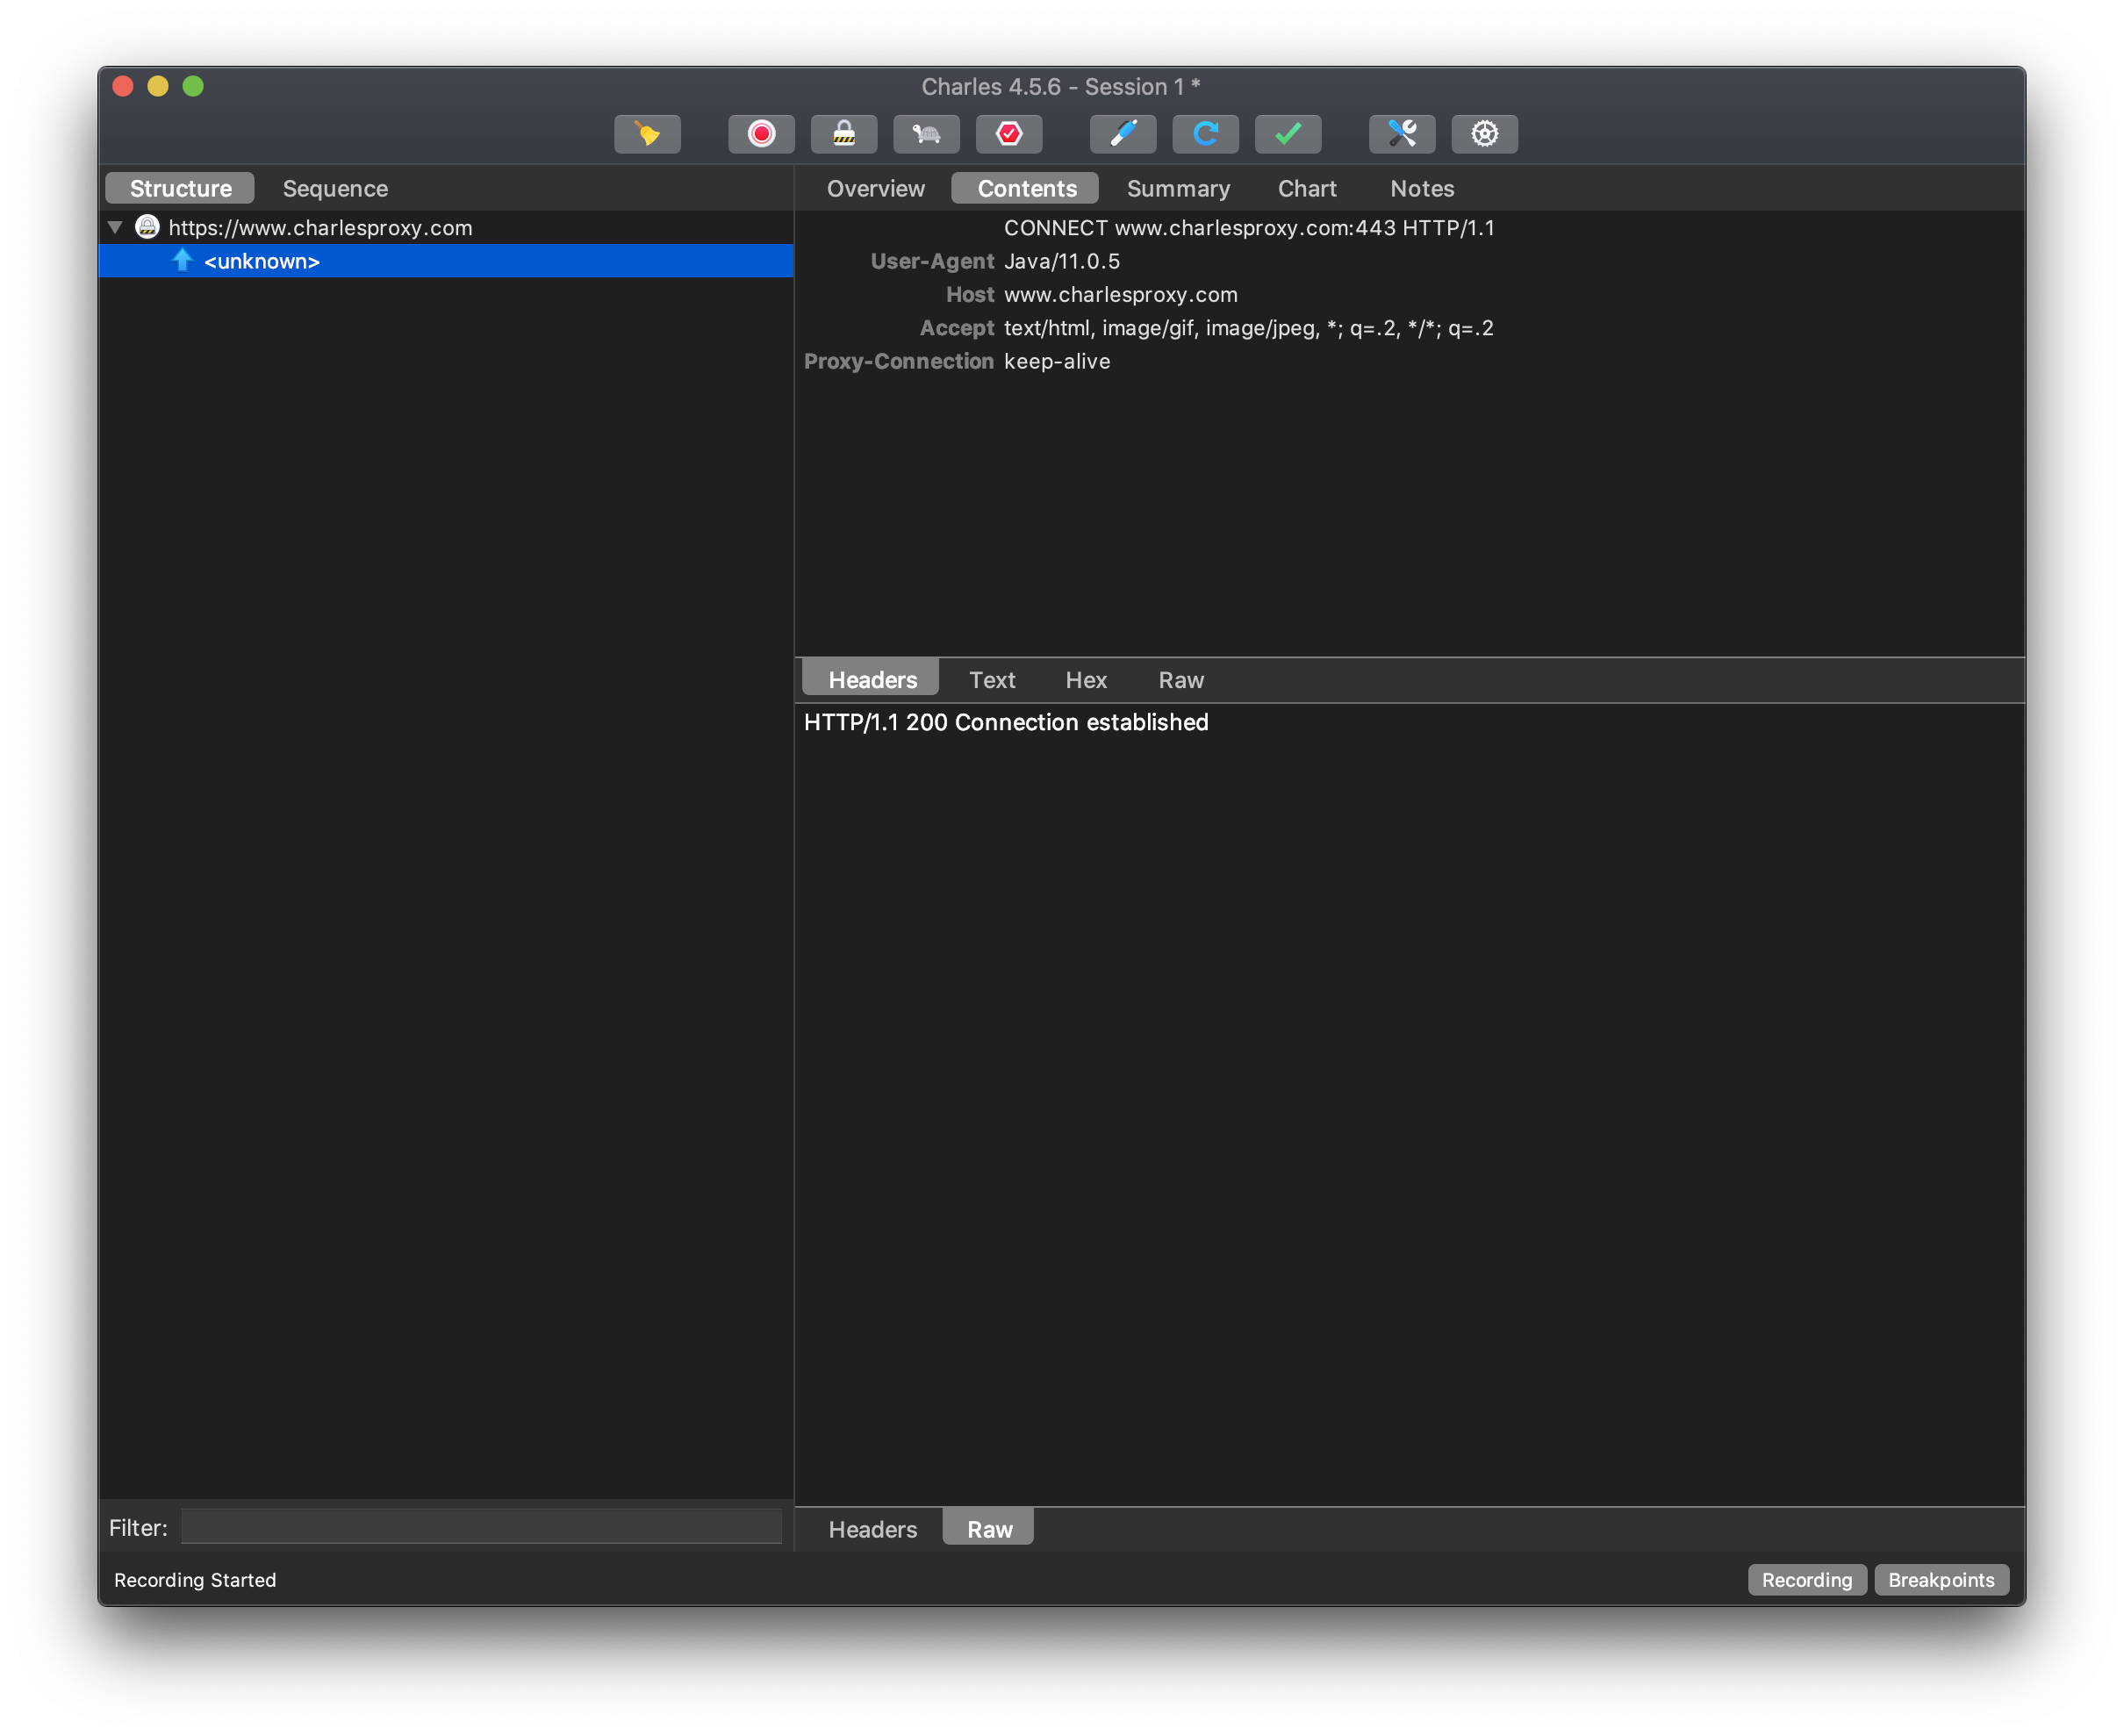 Charles 4.5.6 - Session 1 *
Structure Sequence
https://www.charlesproxy.com
<unknown>
Filter:
Overview Contents Summary Chart Notes
CONNECT www.charlesproxy.com:443 HTTP/1.1
User-Agent Java/11.0.5
Host www.charlesproxy.com
Accept text/html, image/gif, image/jpeg, *; q=.2, */*; q=.2
Proxy-Connection keep-alive
Headers Text Hex Raw
HTTP/1.1 200 Connection established
Headers Raw
Recording Started
Recording Breakpoints